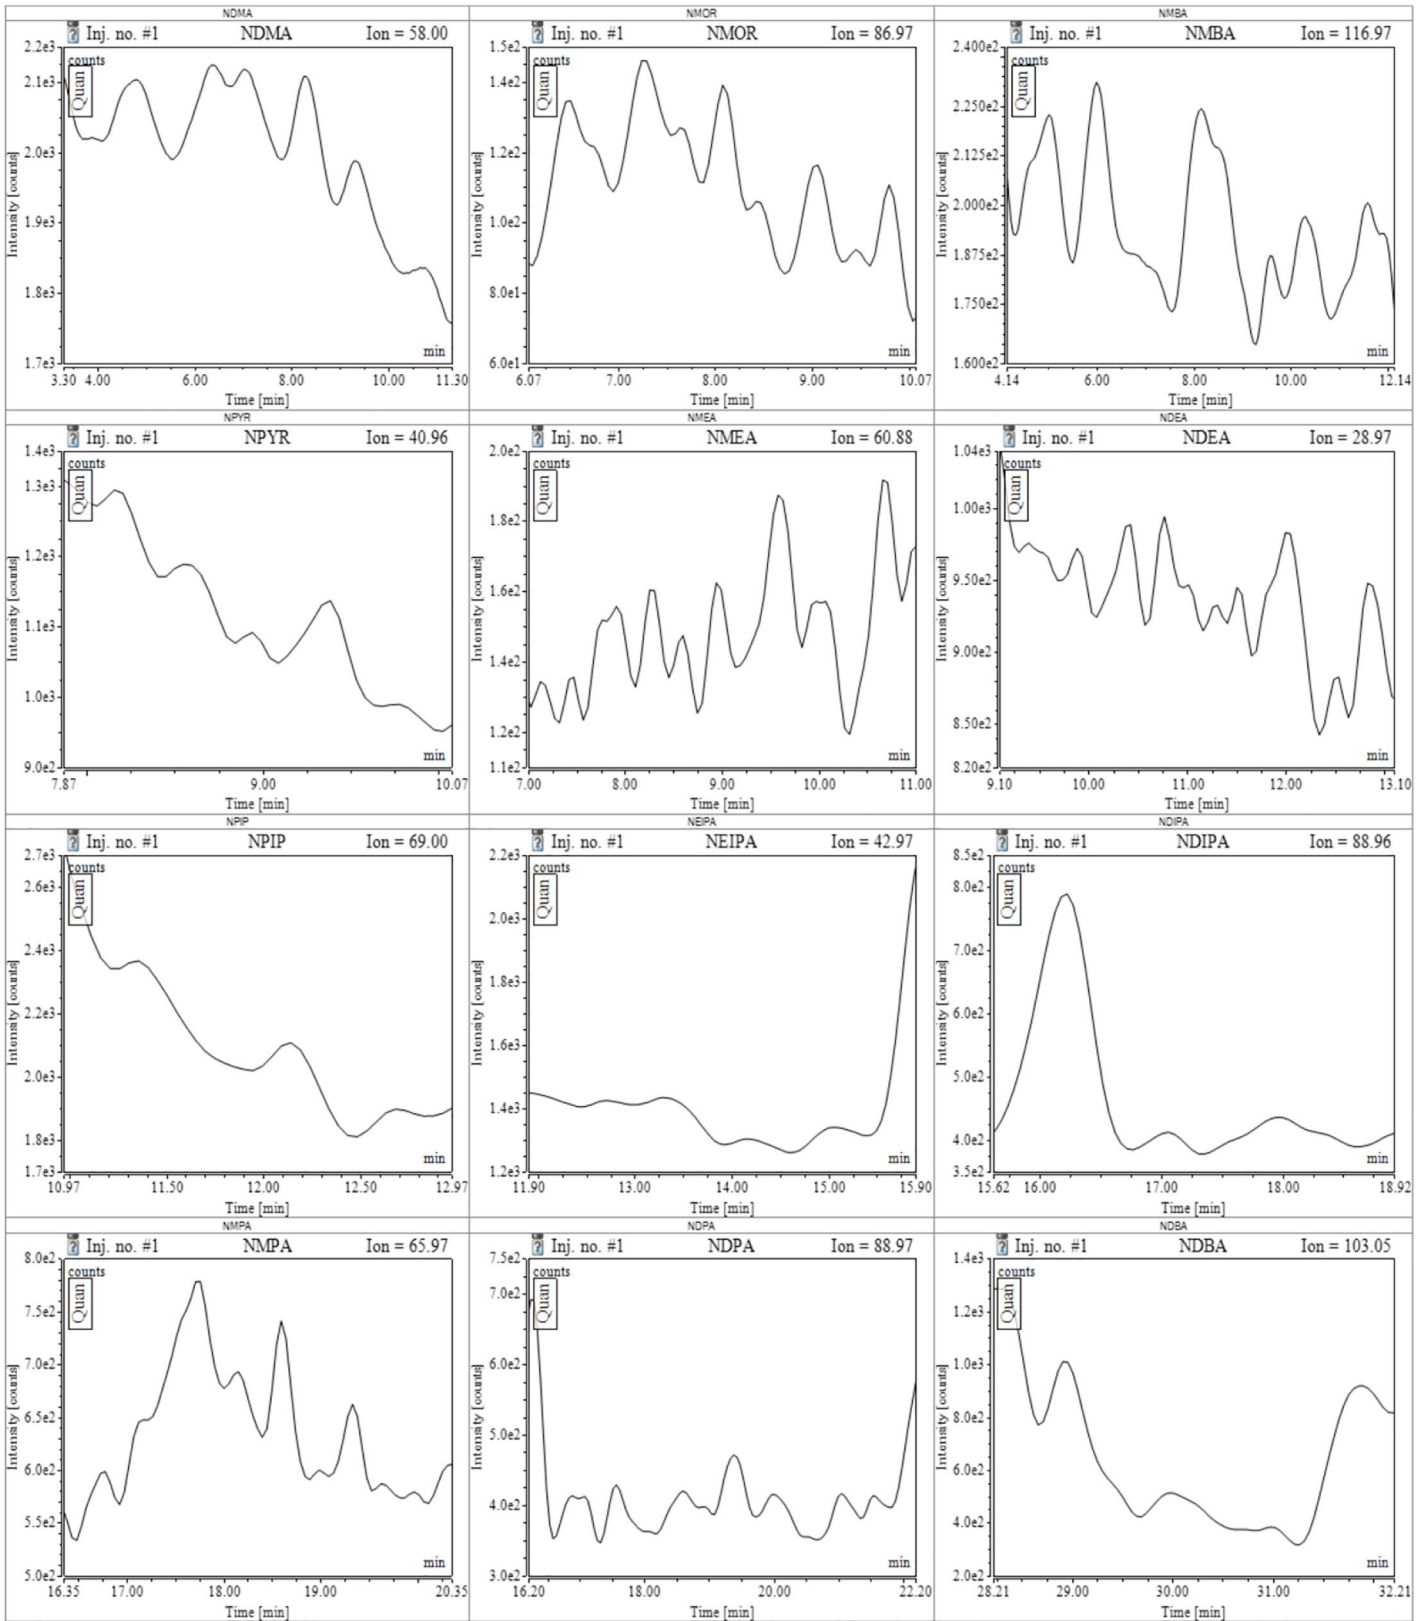 NDMA
Inj. no. #1 NDMA Ion = 58.00
counts
Quan
Intensity [counts]
2.2e3
2.1e3
2.0e3
1.9e3
1.8e3
1.7e3
min
3.30 4.00 6.00 8.00 10.00 11.30
Time [min]
NMOR
Inj. no. #1 NMOR Ion = 86.97
counts
Quan
Intensity [counts]
1.5e2
1.4e2
1.2e2
1.0e2
8.0e1
6.0e1
min
6.07 7.00 8.00 9.00 10.07
Time [min]
NMBA
Inj. no. #1 NMBA Ion = 116.97
counts
Quan
Intensity [counts]
2.400e2
2.250e2
2.125e2
2.000e2
1.875e2
1.750e2
1.600e2
min
4.14 6.00 8.00 10.00 12.14
Time [min]
NPYR
Inj. no. #1 NPYR Ion = 40.96
counts
Quan
Intensity [counts]
1.4e3
1.3e3
1.2e3
1.1e3
1.0e3
9.0e2
min
7.87 9.00 10.07
Time [min]
NMEA
Inj. no. #1 NMEA Ion = 60.88
counts
Quan
Intensity [counts]
2.0e2
1.8e2
1.6e2
1.4e2
1.2e2
1.1e2
min
7.00 8.00 9.00 10.00 11.00
Time [min]
NDEA
Inj. no. #1 NDEA Ion = 28.97
counts
Quan
Intensity [counts]
1.04e3
1.00e3
9.50e2
9.00e2
8.50e2
8.20e2
min
9.10 10.00 11.00 12.00 13.10
Time [min]
NPIP
Inj. no. #1 NPIP Ion = 69.00
counts
Quan
Intensity [counts]
2.7e3
2.6e3
2.4e3
2.2e3
2.0e3
1.8e3
1.7e3
min
10.97 11.50 12.00 12.50 12.97
Time [min]
NEIPA
Inj. no. #1 NEIPA Ion = 42.97
counts
Quan
Intensity [counts]
2.2e3
2.0e3
1.8e3
1.6e3
1.4e3
1.2e3
min
11.90 13.00 14.00 15.00 15.90
Time [min]
NDIPA
Inj. no. #1 NDIPA Ion = 88.96
counts
Quan
Intensity [counts]
8.5e2
8.0e2
7.0e2
6.0e2
5.0e2
4.0e2
3.5e2
min
15.62 16.00 17.00 18.00 18.92
Time [min]
NMPA
Inj. no. #1 NMPA Ion = 65.97
counts
Quan
Intensity [counts]
8.0e2
7.5e2
7.0e2
6.5e2
6.0e2
5.5e2
5.0e2
min
16.35 17.00 18.00 19.00 20.35
Time [min]
NDPA
Inj. no. #1 NDPA Ion = 88.97
counts
Quan
Intensity [counts]
7.5e2
7.0e2
6.0e2
5.0e2
4.0e2
3.0e2
min
16.20 18.00 20.00 22.20
Time [min]
NDBA
Inj. no. #1 NDBA Ion = 103.05
counts
Quan
Intensity [counts]
1.4e3
1.2e3
1.0e3
8.0e2
6.0e2
4.0e2
2.0e2
min
28.21 29.00 30.00 31.00 32.21
Time [min]